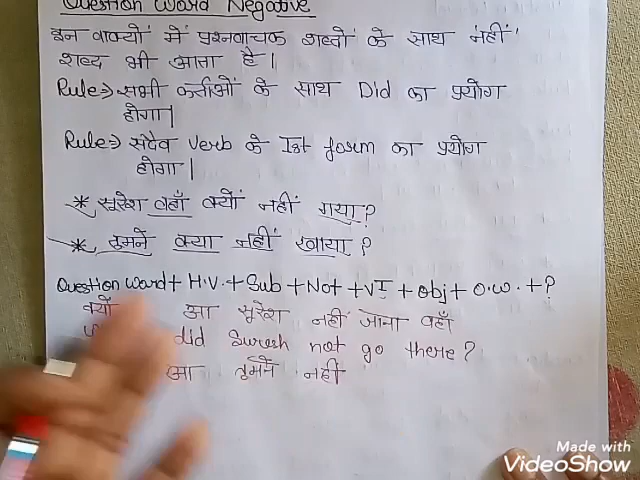 Question Word Negative
इन वाक्यों में प्रश्नवाचक शब्दों के साथ नंहीं'
शब्द भी आता है।
Rule⇒ सभी कर्त्ताओं के साथ Did का प्रयोग
होगा|
Rule⇒ सदैव verb के Ist form का प्रयोग
होगा|
* सूरेश वहाँ क्यों नहीं गया?
* तुमने क्या नहीं खाया?
Question word + H.V. + Sub + Not + VI + obj + O.W. + ?
क्यों आ सूरेश नहीं जाना वहाँ
did Suresh not go there?
आ तुमने नहीं
Made with
VideoShow